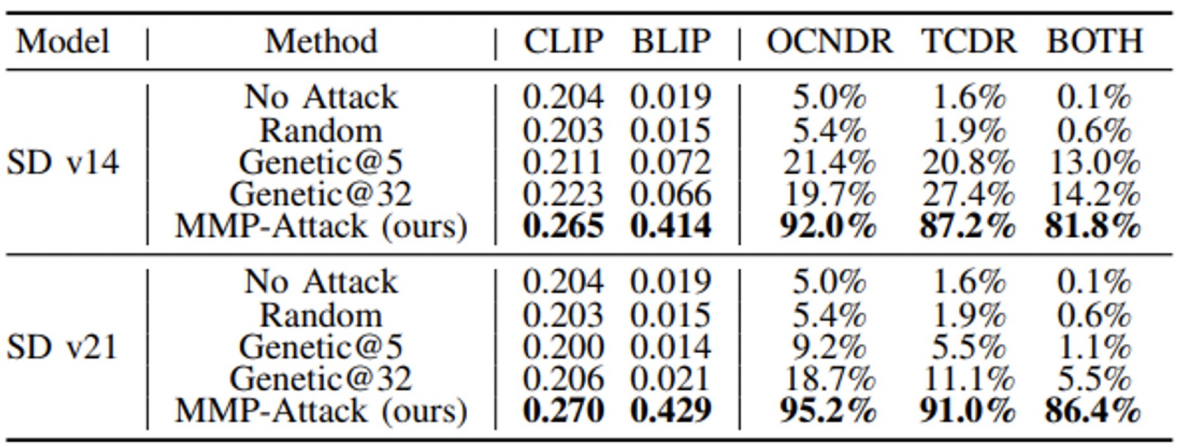 Model | Method | CLIP BLIP | OCNDR TCDR BOTH
No Attack 0.204 0.019 5.0% 1.6% 0.1%
Random 0.203 0.015 5.4% 1.9% 0.6%
SD v14 Genetic@5 0.211 0.072 21.4% 20.8% 13.0%
Genetic@32 0.223 0.066 19.7% 27.4% 14.2%
MMP-Attack (ours) 0.265 0.414 92.0% 87.2% 81.8%
No Attack 0.204 0.019 5.0% 1.6% 0.1%
Random 0.203 0.015 5.4% 1.9% 0.6%
SD v21 Genetic@5 0.200 0.014 9.2% 5.5% 1.1%
Genetic@32 0.206 0.021 18.7% 11.1% 5.5%
MMP-Attack (ours) 0.270 0.429 95.2% 91.0% 86.4%